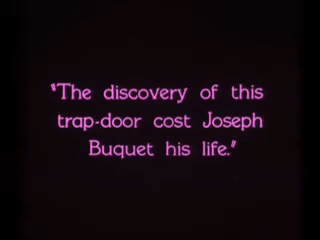 "The discovery of this
trap-door cost Joseph
Buquet his life."